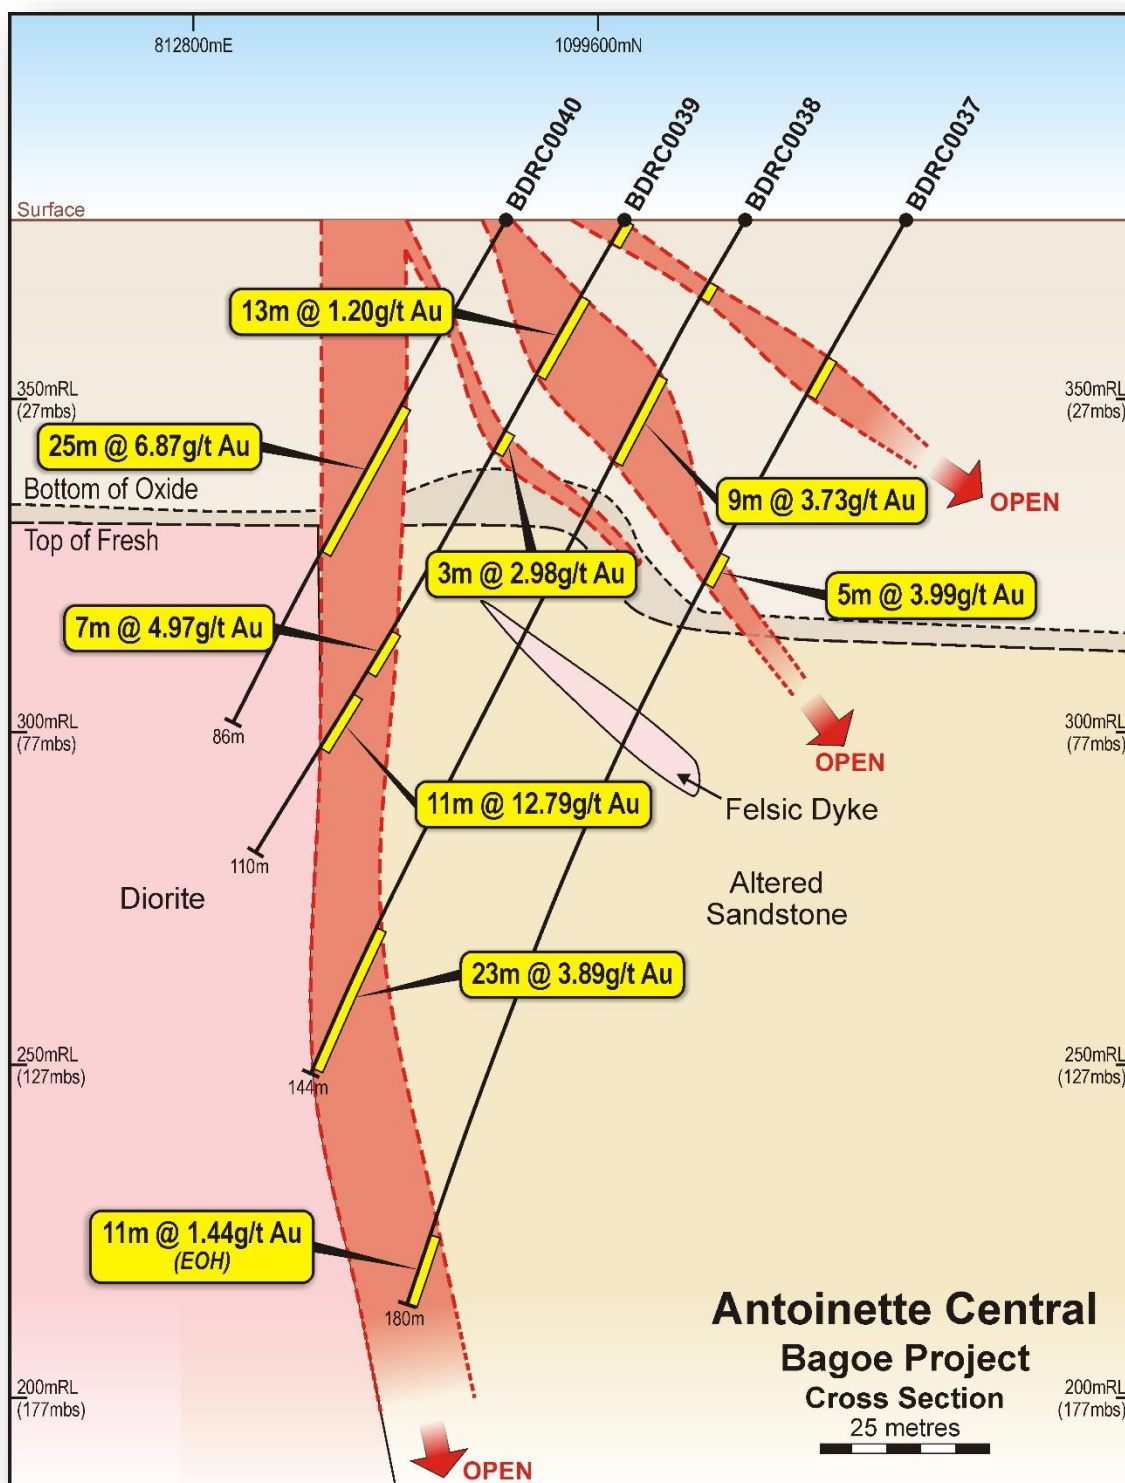 812800mE
1099600mN
BDRC0040
BDRC0039
BDRC0038
BDRC0037
Surface
13m @ 1.20g/t Au
350mRL
(27mbs)
350mRL
(27mbs)
25m @ 6.87g/t Au
Bottom of Oxide
9m @ 3.73g/t Au
OPEN
Top of Fresh
3m @ 2.98g/t Au
5m @ 3.99g/t Au
7m @ 4.97g/t Au
300mRL
(77mbs)
86m
300mRL
(77mbs)
OPEN
11m @ 12.79g/t Au
Felsic Dyke
110m
Diorite
Altered
Sandstone
23m @ 3.89g/t Au
250mRL
(127mbs)
144m
250mRL
(127mbs)
11m @ 1.44g/t Au
(EOH)
180m
Antoinette Central
Bagoe Project
Cross Section
25 metres
200mRL
(177mbs)
200mRL
(177mbs)
OPEN